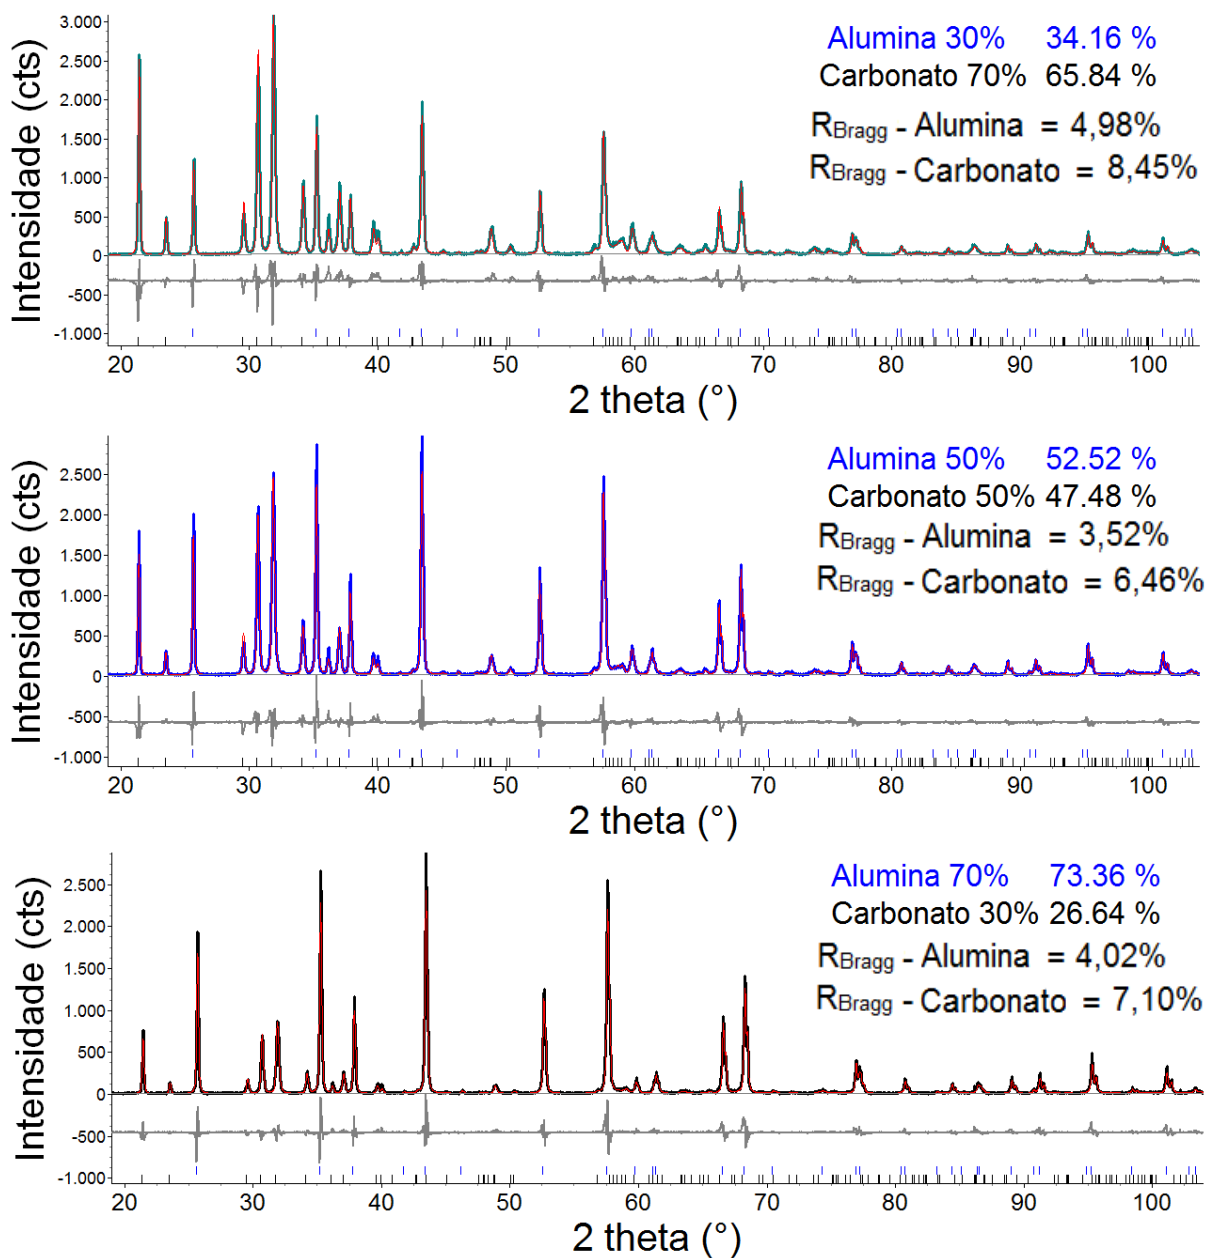 Intensidade (cts)
3.000
2.500
2.000
1.500
1.000
500
0
-500
-1.000
Alumina 30% 34.16 %
Carbonato 70% 65.84 %
RBragg - Alumina = 4,98%
RBragg - Carbonato = 8,45%
20 30 40 50 60 70 80 90 100
2 theta (°)
Intensidade (cts)
2.500
2.000
1.500
1.000
500
0
-500
-1.000
Alumina 50% 52.52 %
Carbonato 50% 47.48 %
RBragg - Alumina = 3,52%
RBragg - Carbonato = 6,46%
20 30 40 50 60 70 80 90 100
2 theta (°)
Intensidade (cts)
2.500
2.000
1.500
1.000
500
0
-500
-1.000
Alumina 70% 73.36 %
Carbonato 30% 26.64 %
RBragg - Alumina = 4,02%
RBragg - Carbonato = 7,10%
20 30 40 50 60 70 80 90 100
2 theta (°)